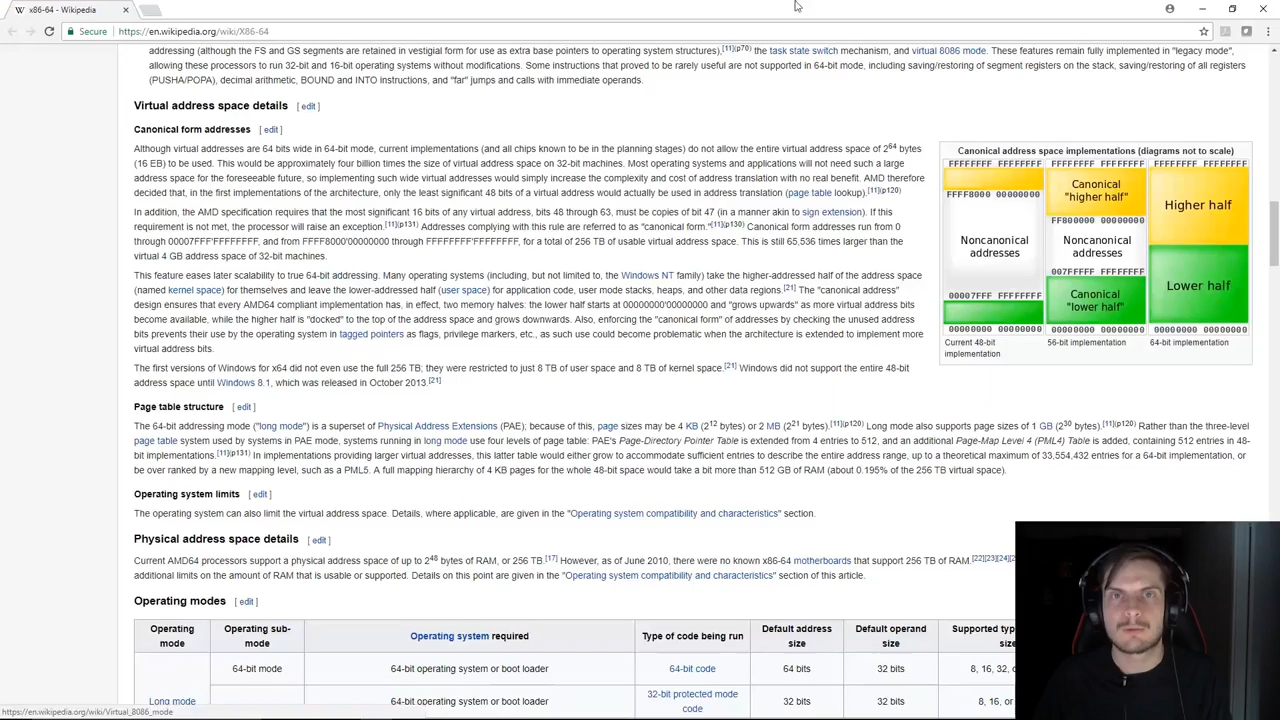 x86-64 - Wikipedia
Secure https://en.wikipedia.org/wiki/X86-64
addressing (although the FS and GS segments are retained in vestigial form for use as extra base pointers to operating system structures),[11](p70) the task state switch mechanism, and virtual 8086 mode. These features remain fully implemented in "legacy mode",
allowing these processors to run 32-bit and 16-bit operating systems without modifications. Some instructions that proved to be rarely useful are not supported in 64-bit mode, including saving/restoring of segment registers on the stack, saving/restoring of all registers
(PUSHA/POPA), decimal arithmetic, BOUND and INTO instructions, and "far" jumps and calls with immediate operands.
Virtual address space details [ edit ]
Canonical form addresses [ edit ]
Although virtual addresses are 64 bits wide in 64-bit mode, current implementations (and all chips known to be in the planning stages) do not allow the entire virtual address space of 2^64 bytes
(16 EB) to be used. This would be approximately four billion times the size of virtual address space on 32-bit machines. Most operating systems and applications will not need such a large
address space for the foreseeable future, so implementing such wide virtual addresses would simply increase the complexity and cost of address translation with no real benefit. AMD therefore
decided that, in the first implementations of the architecture, only the least significant 48 bits of a virtual address would actually be used in address translation (page table lookup).[11](p120)
In addition, the AMD specification requires that the most significant 16 bits of any virtual address, bits 48 through 63, must be copies of bit 47 (in a manner akin to sign extension). If this
requirement is not met, the processor will raise an exception.[11](p131) Addresses complying with this rule are referred to as "canonical form."[11](p130) Canonical form addresses run from 0
through 00007FFF'FFFFFFFF, and from FFFF8000'00000000 through FFFFFFFF'FFFFFFFF, for a total of 256 TB of usable virtual address space. This is still 65,536 times larger than the
virtual 4 GB address space of 32-bit machines.
This feature eases later scalability to true 64-bit addressing. Many operating systems (including, but not limited to, the Windows NT family) take the higher-addressed half of the address space
(named kernel space) for themselves and leave the lower-addressed half (user space) for application code, user mode stacks, heaps, and other data regions.[21] The "canonical address"
design ensures that every AMD64 compliant implementation has, in effect, two memory halves: the lower half starts at 00000000'00000000 and "grows upwards" as more virtual address bits
become available, while the higher half is "docked" to the top of the address space and grows downwards. Also, enforcing the "canonical form" of addresses by checking the unused address
bits prevents their use by the operating system in tagged pointers as flags, privilege markers, etc., as such use could become problematic when the architecture is extended to implement more
virtual address bits.
The first versions of Windows for x64 did not even use the full 256 TB; they were restricted to just 8 TB of user space and 8 TB of kernel space.[21] Windows did not support the entire 48-bit
address space until Windows 8.1, which was released in October 2013.[21]
Canonical address space implementations (diagrams not to scale)
FFFFFFFF FFFFFFFF FFFFFFFF FFFFFFFF FFFFFFFF FFFFFFFF
Canonical
"higher half"
FFFF8000 00000000
Higher half
FF800000 00000000
Noncanonical
addresses
Noncanonical
addresses
007FFFFF FFFFFFFF
Lower half
00007FFF FFFFFFFF
Canonical
"lower half"
00000000 00000000 00000000 00000000 00000000 00000000
Current 48-bit
implementation
56-bit implementation
64-bit implementation
Page table structure [ edit ]
The 64-bit addressing mode ("long mode") is a superset of Physical Address Extensions (PAE); because of this, page sizes may be 4 KB (2^12 bytes) or 2 MB (2^21 bytes).[11](p120) Long mode also supports page sizes of 1 GB (2^30 bytes).[11](p120) Rather than the three-level
page table system used by systems in PAE mode, systems running in long mode use four levels of page table: PAE's Page-Directory Pointer Table is extended from 4 entries to 512, and an additional Page-Map Level 4 (PML4) Table is added, containing 512 entries in 48-
bit implementations.[11](p131) In implementations providing larger virtual addresses, this latter table would either grow to accommodate sufficient entries to describe the entire address range, up to a theoretical maximum of 33,554,432 entries for a 64-bit implementation, or
be over ranked by a new mapping level, such as a PML5. A full mapping hierarchy of 4 KB pages for the whole 48-bit space would take a bit more than 512 GB of RAM (about 0.195% of the 256 TB virtual space).
Operating system limits [ edit ]
The operating system can also limit the virtual address space. Details, where applicable, are given in the "Operating system compatibility and characteristics" section.
Physical address space details [ edit ]
Current AMD64 processors support a physical address space of up to 2^48 bytes of RAM, or 256 TB.[17] However, as of June 2010, there were no known x86-64 motherboards that support 256 TB of RAM.[22][23][24]
additional limits on the amount of RAM that is usable or supported. Details on this point are given in the "Operating system compatibility and characteristics" section of this article.
Operating modes [ edit ]
Operating
mode
Operating sub-
mode
Operating system required
Type of code being run
Default address
size
Default operand
size
Supported
64-bit mode 64-bit operating system or boot loader 64-bit code 64 bits 32 bits 8, 16, 32,
Long mode 64-bit operating system or boot loader 32-bit protected mode
code 32 bits 32 bits 8, 16,
https://en.wikipedia.org/wiki/Virtual_8086_mode